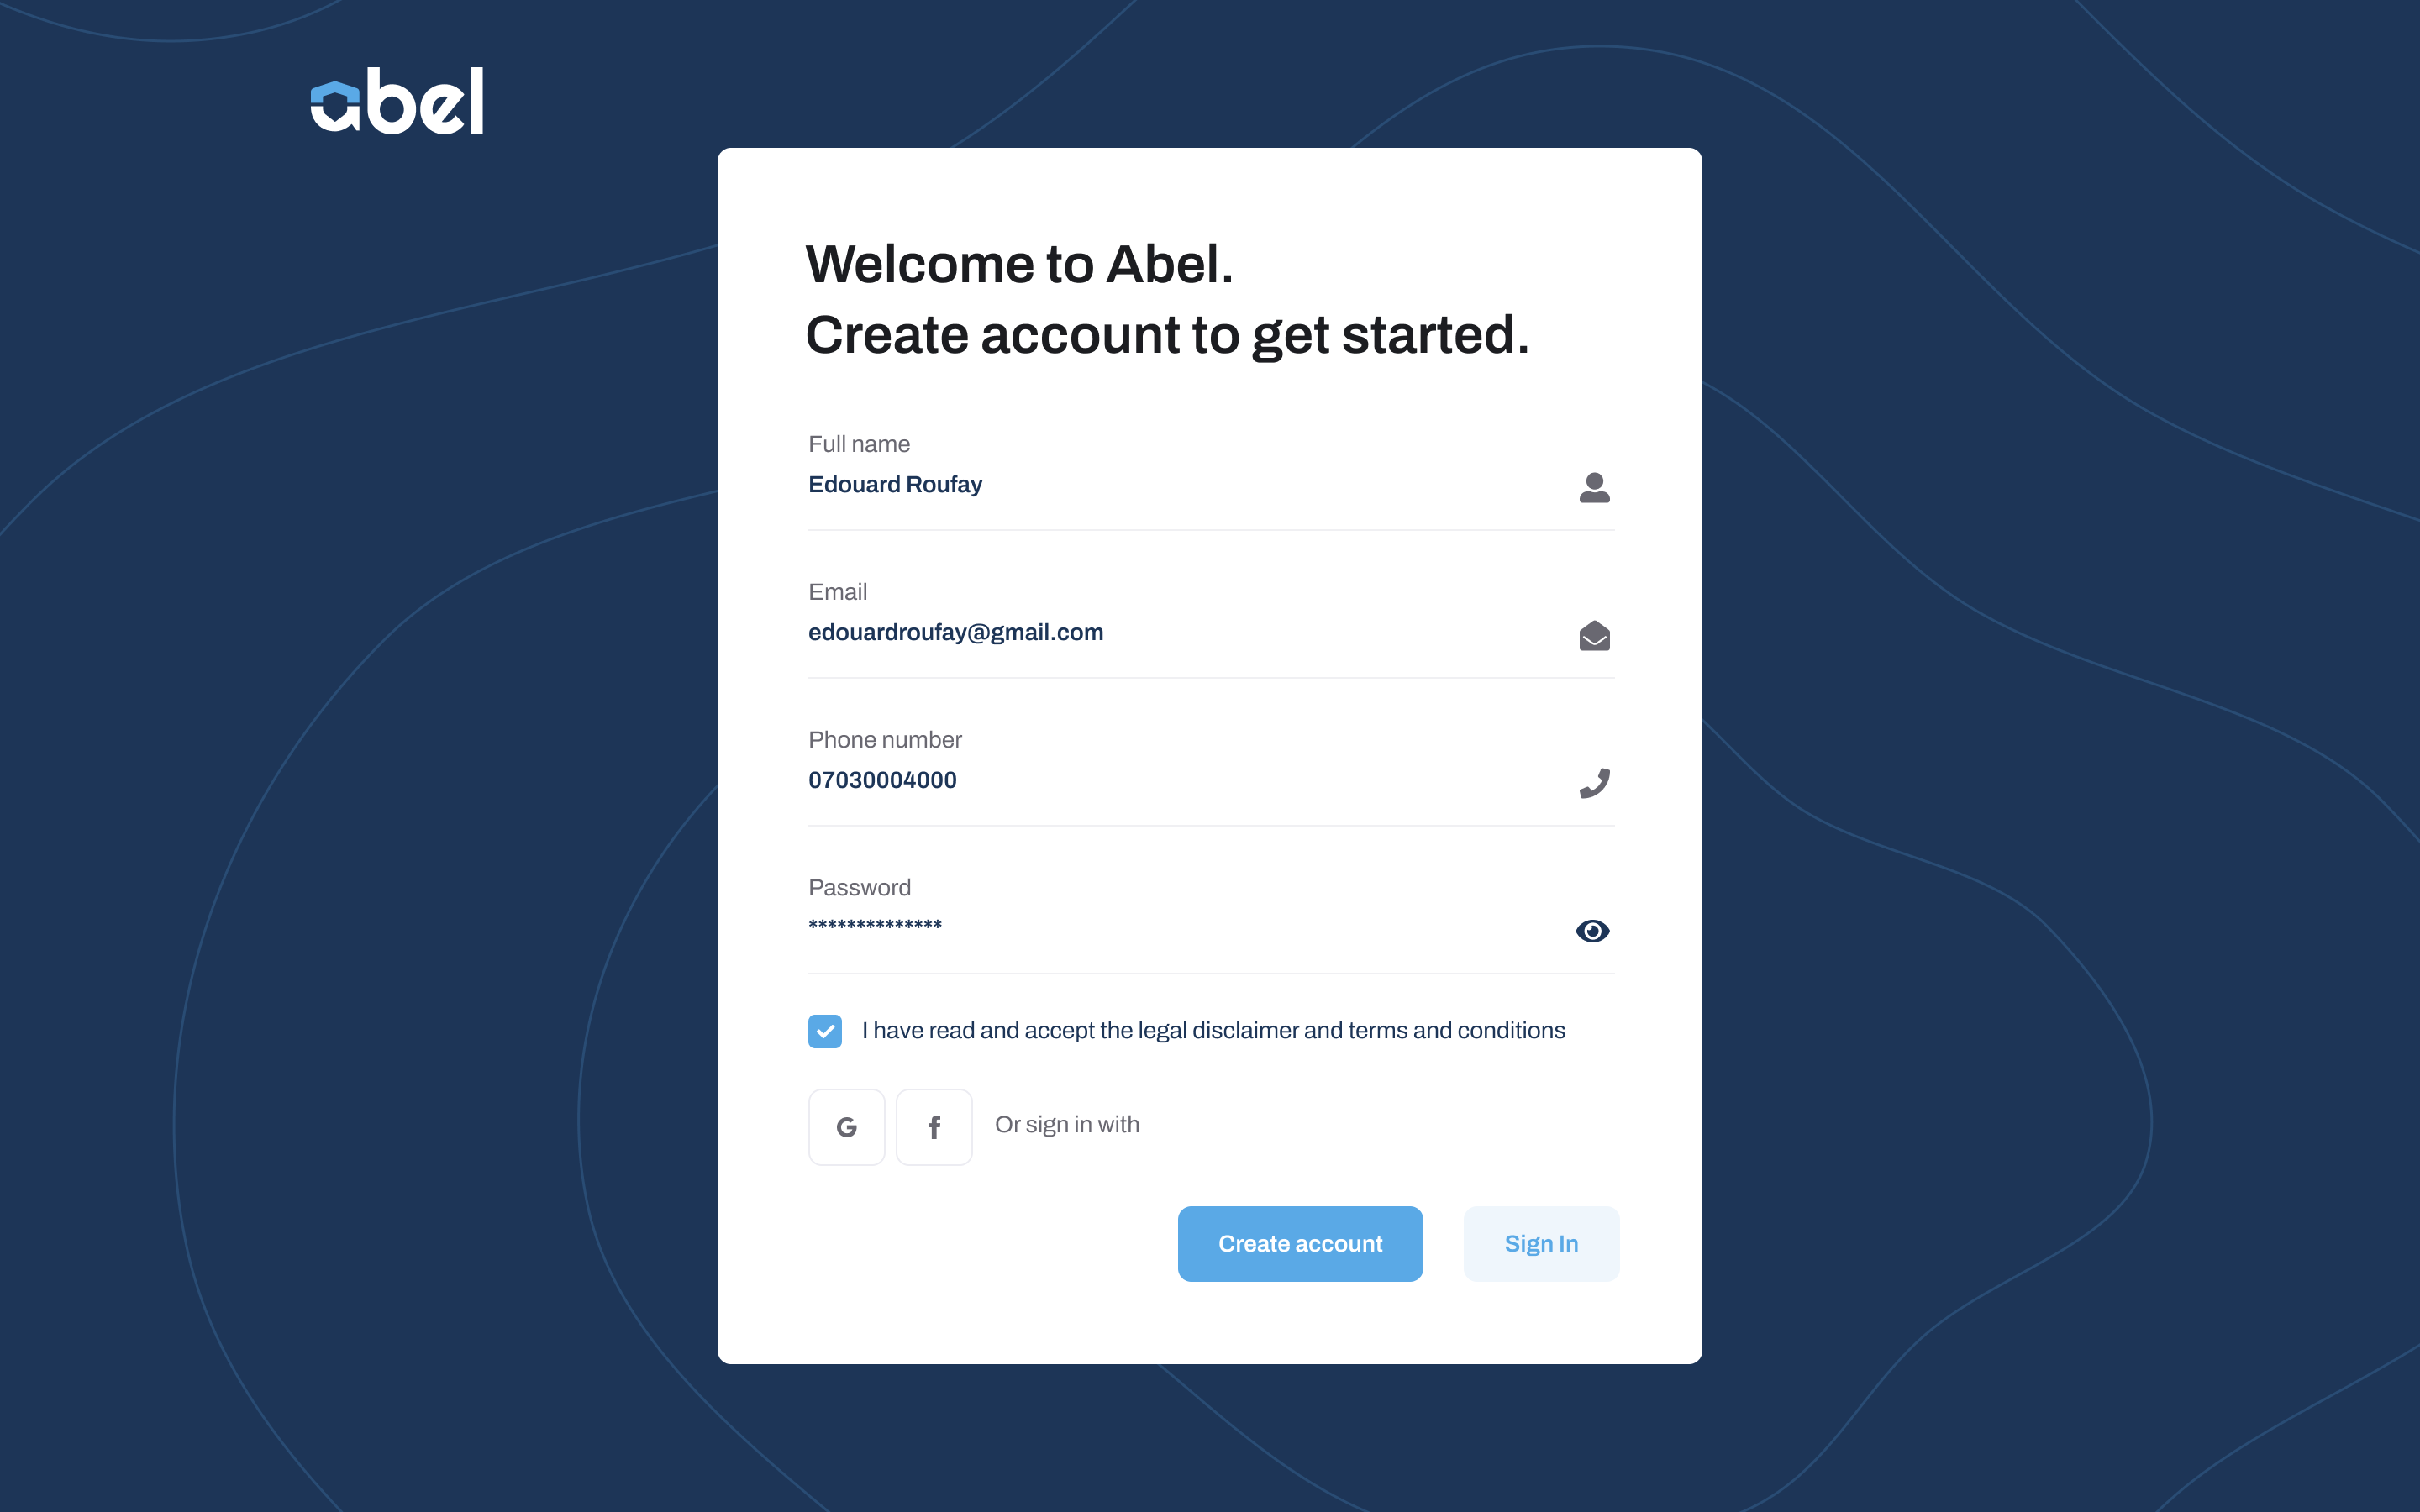 abel
Welcome to Abel.
Create account to get started.
Full name
Edouard Roufay
Email
edouardroufay@gmail.com
Phone number
07030004000
Password
**************
I have read and accept the legal disclaimer and terms and conditions
G f Or sign in with
Create account Sign In